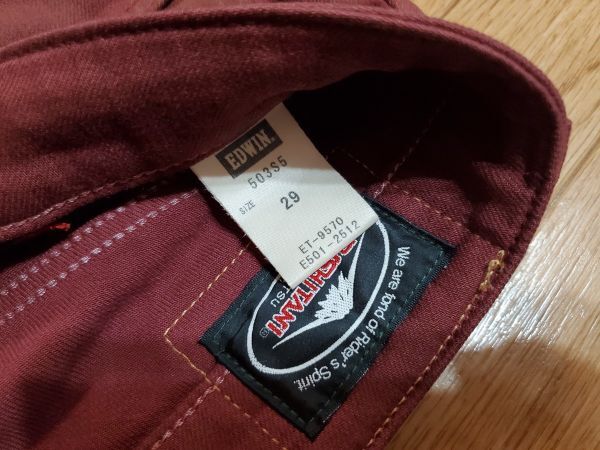 EDWIN.
503S5
SIZE 29
ET-9570
E501-2512
We are fond of Rider's Spirit.